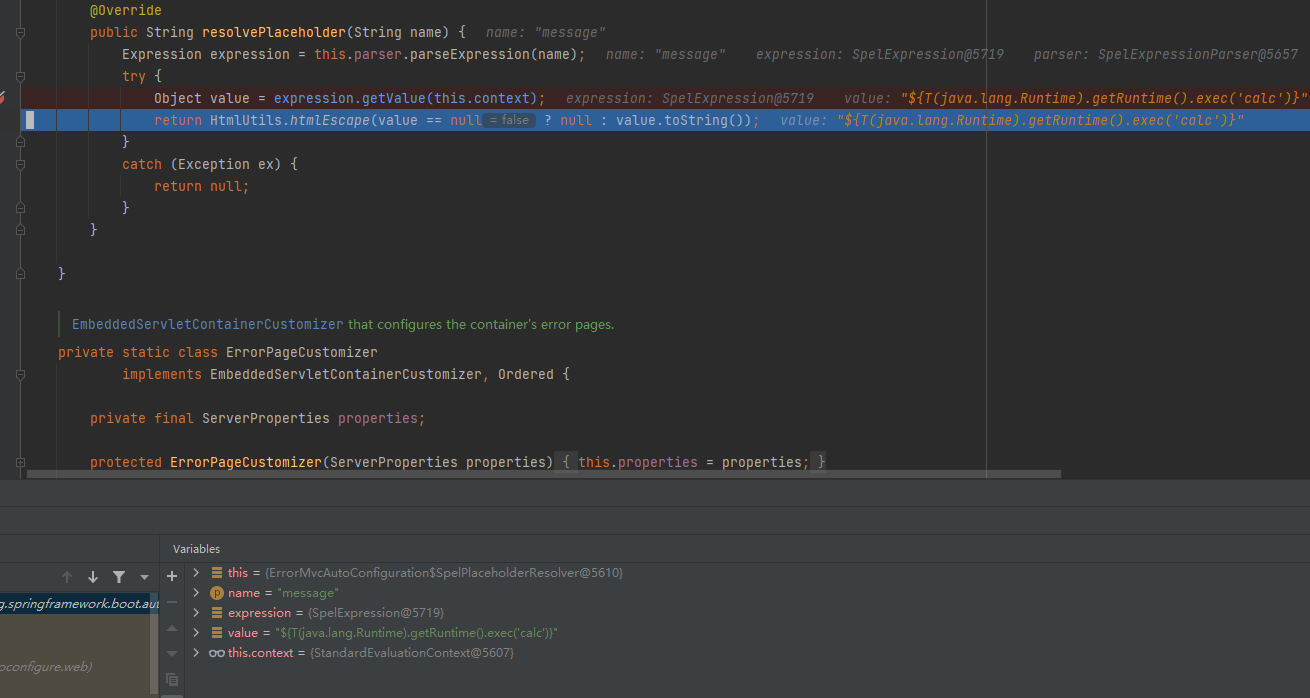 @Override
public String resolvePlaceholder(String name) { name: "message"
Expression expression = this.parser.parseExpression(name); name: "message" expression: SpelExpression@5719 parser: SpelExpressionParser@5657
try {
Object value = expression.getValue(this.context); expression: SpelExpression@5719 value: "${T(java.lang.Runtime).getRuntime().exec('calc')}"
return HtmlUtils.htmlEscape(value == null = false ? null : value.toString()); value: "${T(java.lang.Runtime).getRuntime().exec('calc')}"
}
catch (Exception ex) {
return null;
}
}
}
EmbeddedServletContainerCustomizer that configures the container's error pages.
private static class ErrorPageCustomizer
implements EmbeddedServletContainerCustomizer, Ordered {
private final ServerProperties properties;
protected ErrorPageCustomizer(ServerProperties properties) { this.properties = properties; }
Variables
this = {ErrorMvcAutoConfiguration$SpelPlaceholderResolver@5610}
name = "message"
g.springframework.boot.aut
expression = {SpelExpression@5719}
value = "${T(java.lang.Runtime).getRuntime().exec('calc')}"
this.context = {StandardEvaluationContext@5607}
oconfigure.web)